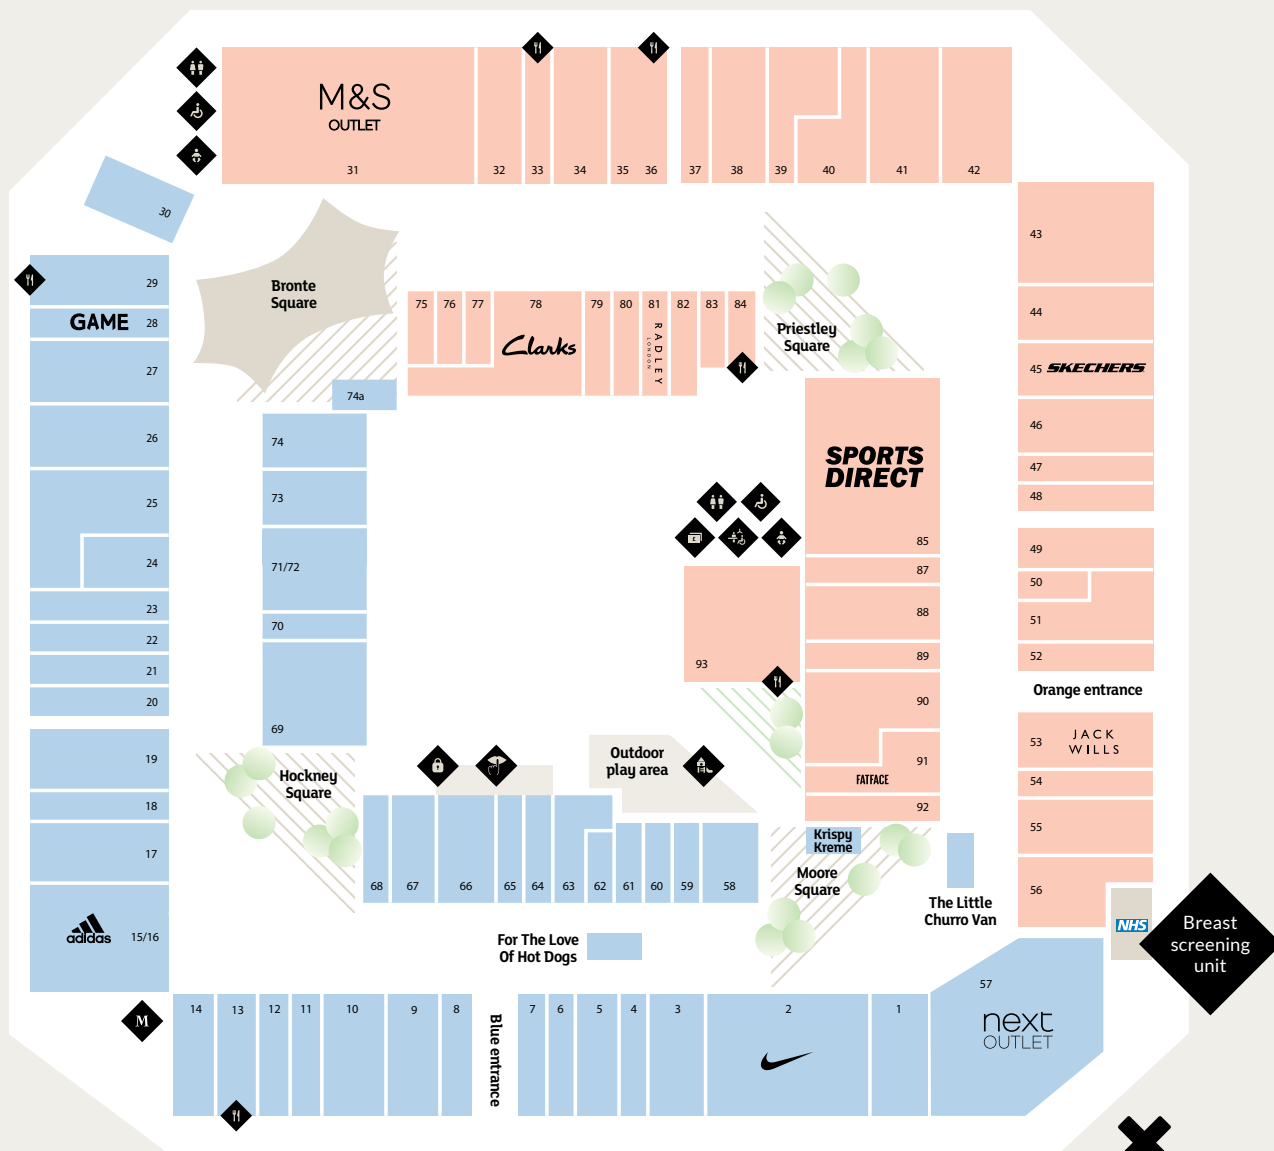 M&S
OUTLET
31
32
33
34
35
36
37
38
39
40
41
42
30
29
GAME
28
27
26
25
24
23
22
21
20
19
18
17
adidas
15/16
Bronte
Square
75
76
77
78
79
80
81
82
83
84
Clarks
RADLEY
LONDON
Priestley
Square
43
44
45
SKECHERS
46
47
48
49
50
51
52
Orange entrance
53
JACK
WILLS
54
55
56
NHS
Breast
screening
unit
74a
74
73
71/72
70
69
SPORTS
DIRECT
85
87
88
89
90
91
FATFACE
92
£
93
Outdoor
play area
Hockney
Square
68
67
66
65
64
63
62
61
60
59
58
Krispy
Kreme
Moore
Square
The Little
Churro Van
For The Love
Of Hot Dogs
M
14
13
12
11
10
9
8
Blue entrance
7
6
5
4
3
2
1
57
next
OUTLET